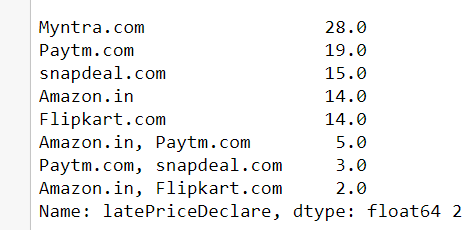 Myntra.com 28.0
Paytm.com 19.0
snapdeal.com 15.0
Amazon.in 14.0
Flipkart.com 14.0
Amazon.in, Paytm.com 5.0
Paytm.com, snapdeal.com 3.0
Amazon.in, Flipkart.com 2.0
Name: latePriceDeclare, dtype: float64 2